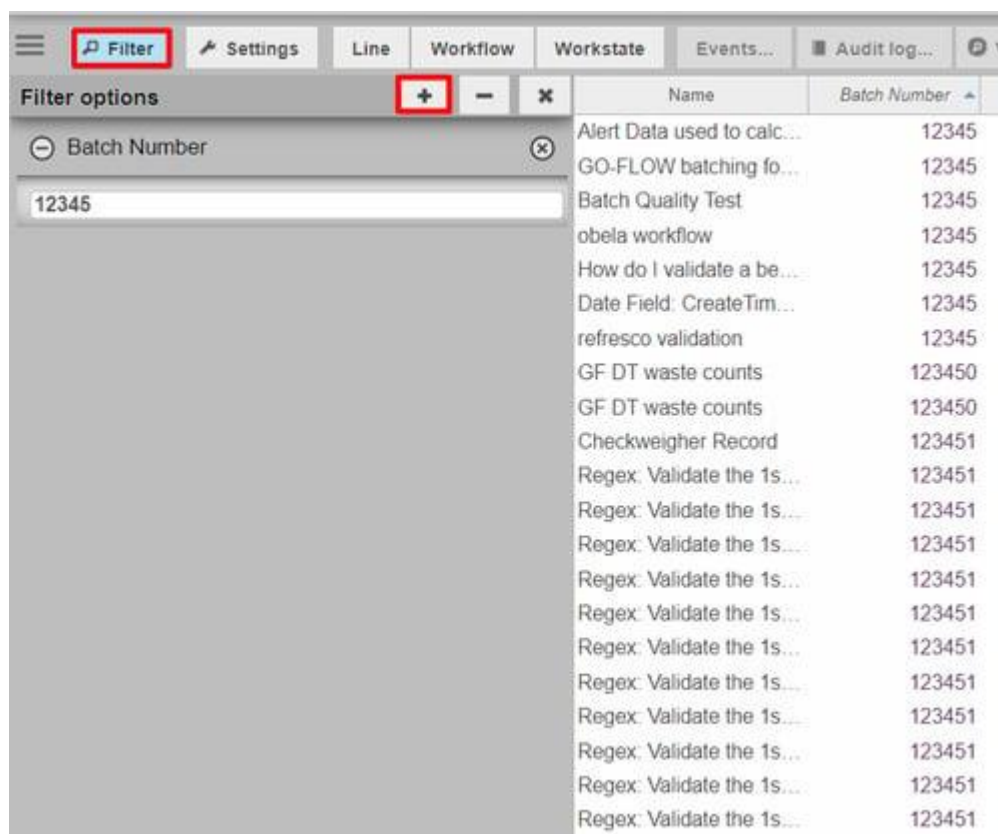 Filter Settings Line Workflow Workstate Events... Audit log...
Filter options
Batch Number
12345
Name Batch Number
Alert Data used to calc... 12345
GO-FLOW batching fo... 12345
Batch Quality Test 12345
obela workflow 12345
How do I validate a be... 12345
Date Field: CreateTim... 12345
refresco validation 12345
GF DT waste counts 123450
GF DT waste counts 123450
Checkweigher Record 123451
Regex: Validate the 1s... 123451
Regex: Validate the 1s... 123451
Regex: Validate the 1s... 123451
Regex: Validate the 1s... 123451
Regex: Validate the 1s... 123451
Regex: Validate the 1s... 123451
Regex: Validate the 1s... 123451
Regex: Validate the 1s... 123451
Regex: Validate the 1s... 123451
Regex: Validate the 1s... 123451
Regex: Validate the 1s... 123451